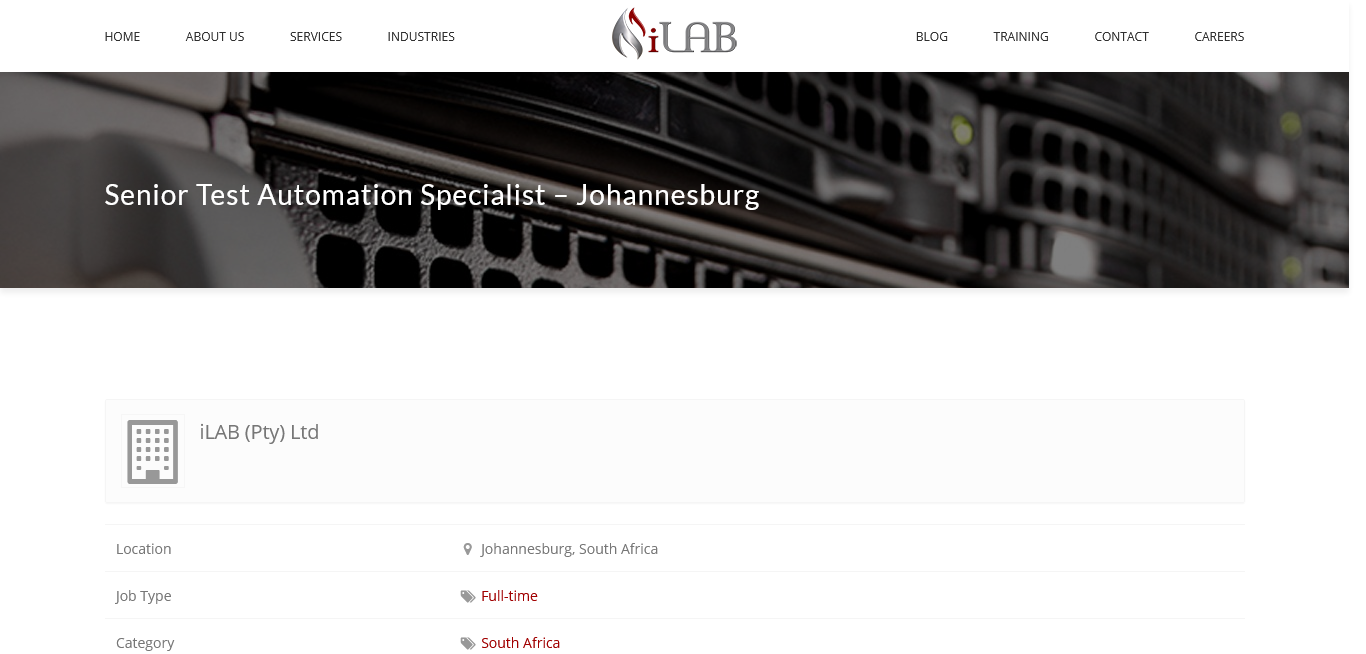 HOME ABOUT US SERVICES INDUSTRIES iLAB BLOG TRAINING CONTACT CAREERS
Senior Test Automation Specialist – Johannesburg
iLAB (Pty) Ltd
Location Johannesburg, South Africa
Job Type Full-time
Category South Africa